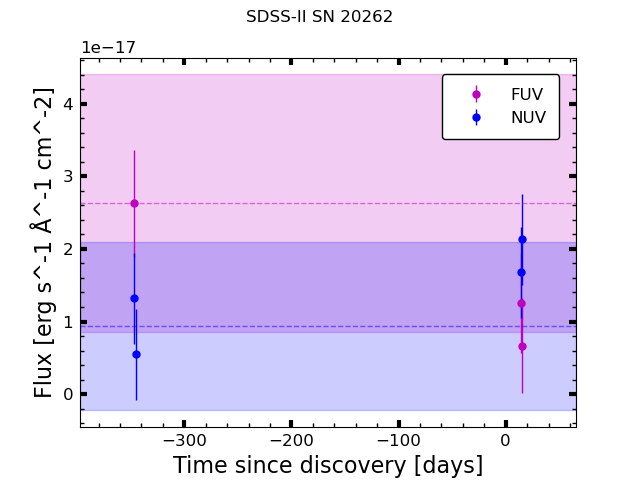 SDSS-II SN 20262
1e−17
FUV
NUV
4
3
2
1
0
Flux [erg s^-1 Å^-1 cm^-2]
−300
−200
−100
0
Time since discovery [days]